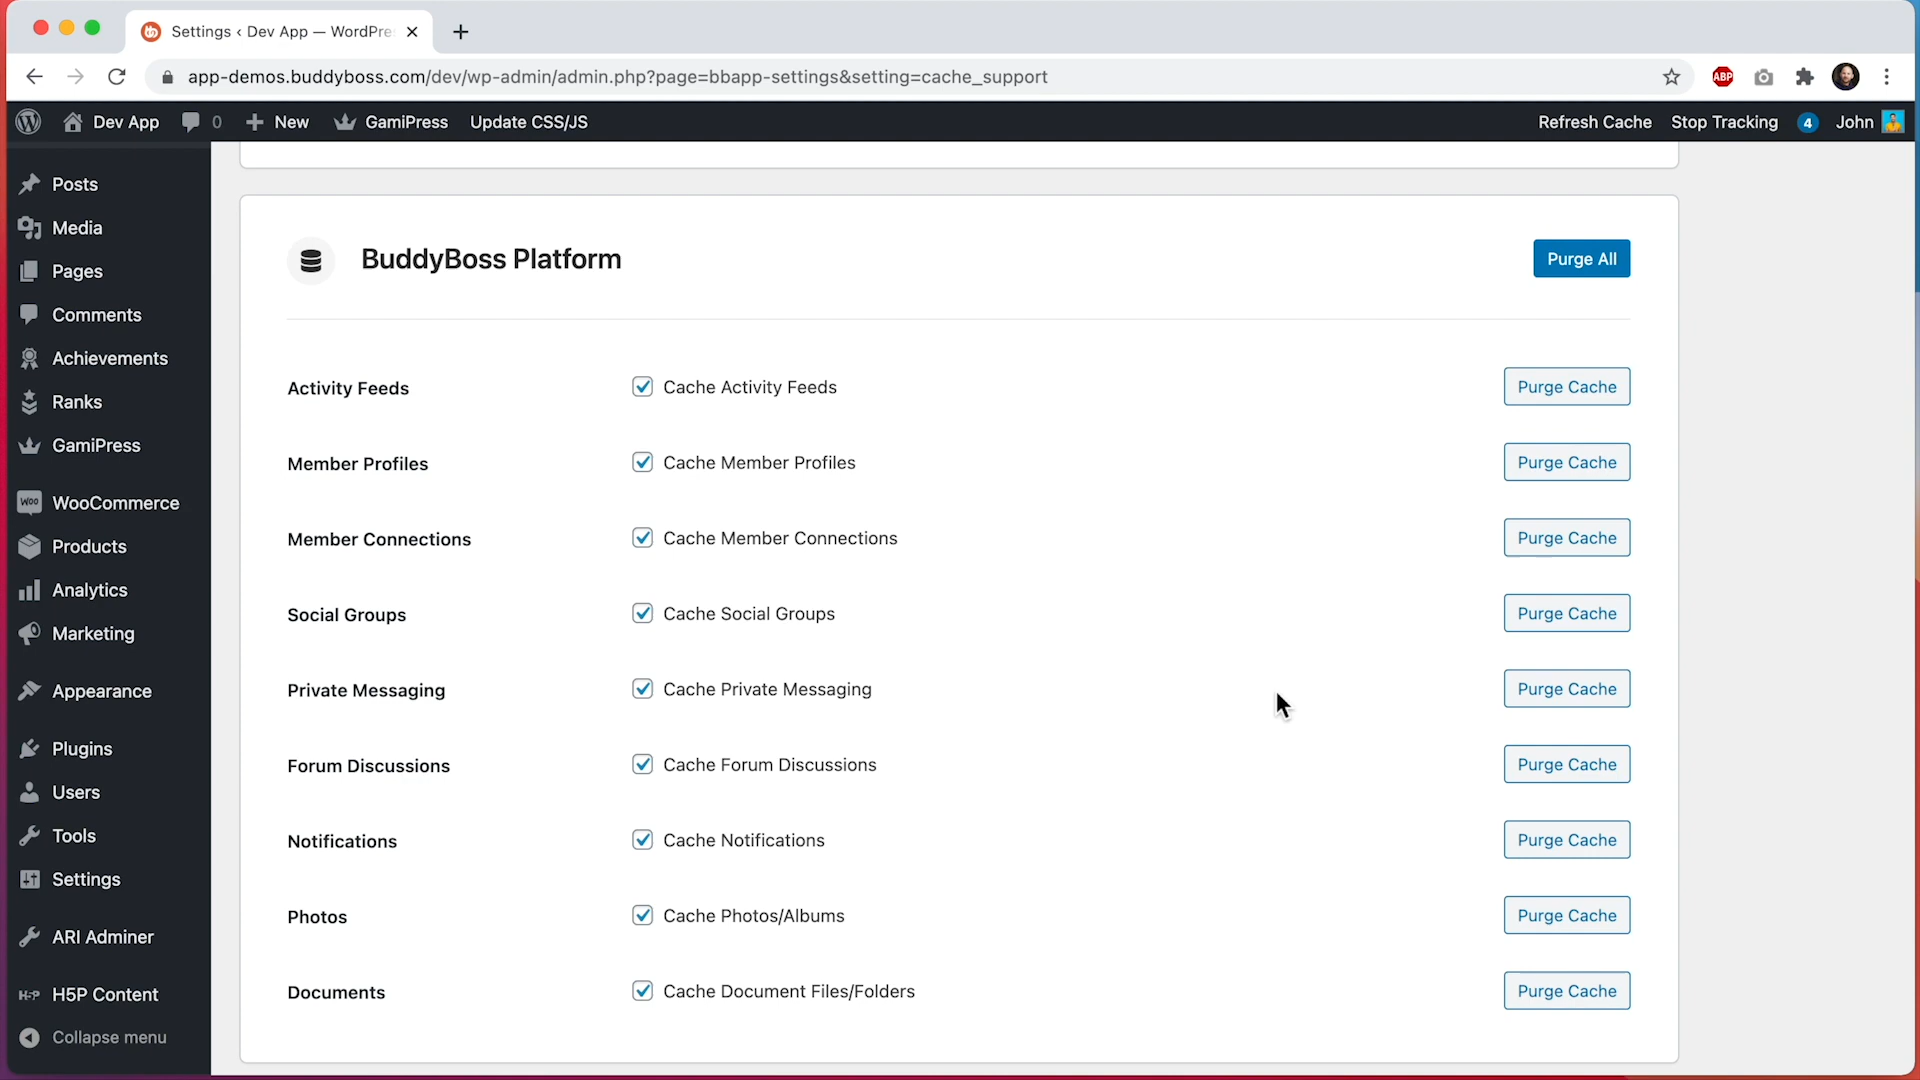 Settings ‹ Dev App — WordPre
app-demos.buddyboss.com/dev/wp-admin/admin.php?page=bbapp-settings&setting=cache_support
ABP
Dev App 0 New GamiPress Update CSS/JS Refresh Cache Stop Tracking 4 John
Posts
Media
Pages
Comments
Achievements
Ranks
GamiPress
WOO WooCommerce
Products
Analytics
Marketing
Appearance
Plugins
Users
Tools
Settings
ARI Adminer
H5P H5P Content
Collapse menu
BuddyBoss Platform Purge All
Activity Feeds Cache Activity Feeds Purge Cache
Member Profiles Cache Member Profiles Purge Cache
Member Connections Cache Member Connections Purge Cache
Social Groups Cache Social Groups Purge Cache
Private Messaging Cache Private Messaging Purge Cache
Forum Discussions Cache Forum Discussions Purge Cache
Notifications Cache Notifications Purge Cache
Photos Cache Photos/Albums Purge Cache
Documents Cache Document Files/Folders Purge Cache